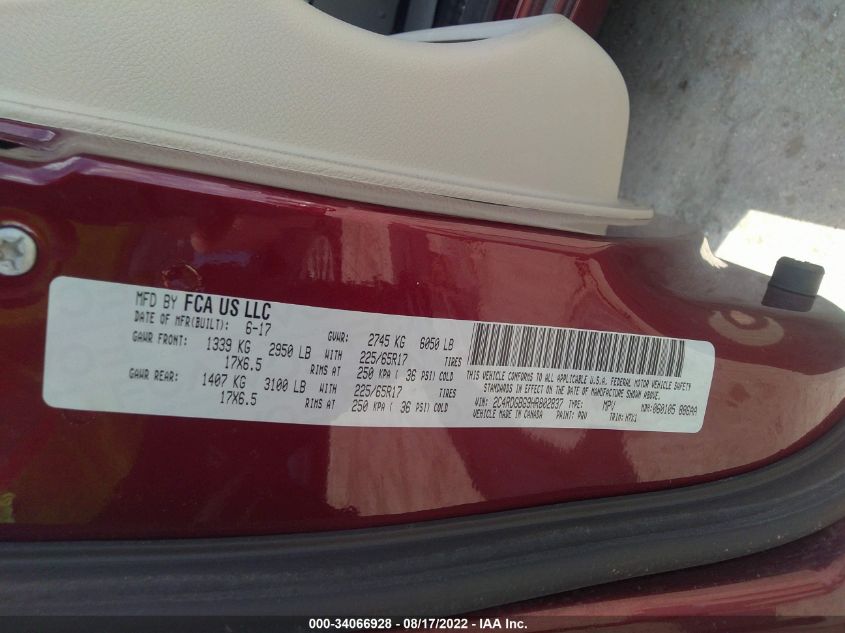 MFD BY FCA US LLC
DATE OF MFR(BUILT): 6-17 GVWR: 2745 KG 6050 LB
GAWR FRONT: 1339 KG 2950 LB WITH 225/65R17 TIRES
17X6.5 RIMS AT 250 KPA ( 36 PSI) COLD
GAWR REAR: 1407 KG 3100 LB WITH 225/65R17 TIRES
17X6.5 RIMS AT 250 KPA ( 36 PSI) COLD
THIS VEHICLE CONFORMS TO ALL APPLICABLE U.S.A. FEDERAL MOTOR VEHICLE SAFETY
STANDARDS IN EFFECT ON THE DATE OF MANUFACTURE SHOWN ABOVE.
VIN: TYPE: MPV MDH: 060105
VEHICLE MADE IN CANADA PAINT: PRV TRIM:
000-34066928 - 08/17/2022 - IAA Inc.